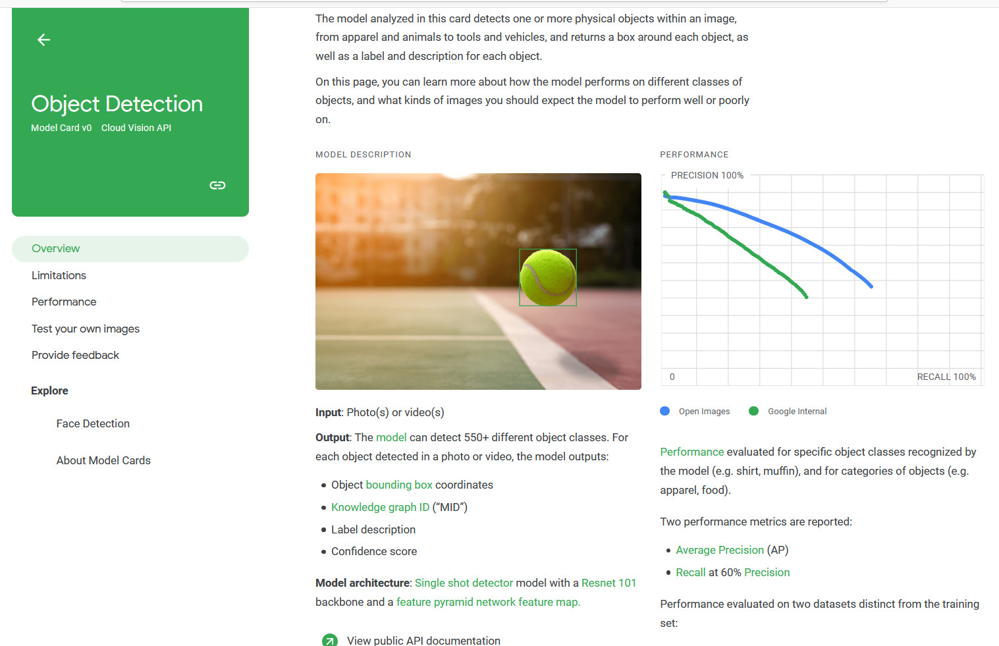 Object Detection
Model Card v0 Cloud Vision API
Overview
Limitations
Performance
Test your own images
Provide feedback
Explore
Face Detection
About Model Cards
The model analyzed in this card detects one or more physical objects within an image,
from apparel and animals to tools and vehicles, and returns a box around each object, as
well as a label and description for each object.
On this page, you can learn more about how the model performs on different classes of
objects, and what kinds of images you should expect the model to perform well or poorly
on.
MODEL DESCRIPTION
Input: Photo(s) or video(s)
Output: The model can detect 550+ different object classes. For
each object detected in a photo or video, the model outputs:
• Object bounding box coordinates
• Knowledge graph ID (“MID”)
• Label description
• Confidence score
Model architecture: Single shot detector model with a Resnet 101
backbone and a feature pyramid network feature map.
View public API documentation
PERFORMANCE
PRECISION 100%
0
RECALL 100%
Open Images Google Internal
Performance evaluated for specific object classes recognized by
the model (e.g. shirt, muffin), and for categories of objects (e.g.
apparel, food).
Two performance metrics are reported:
• Average Precision (AP)
• Recall at 60% Precision
Performance evaluated on two datasets distinct from the training
set: